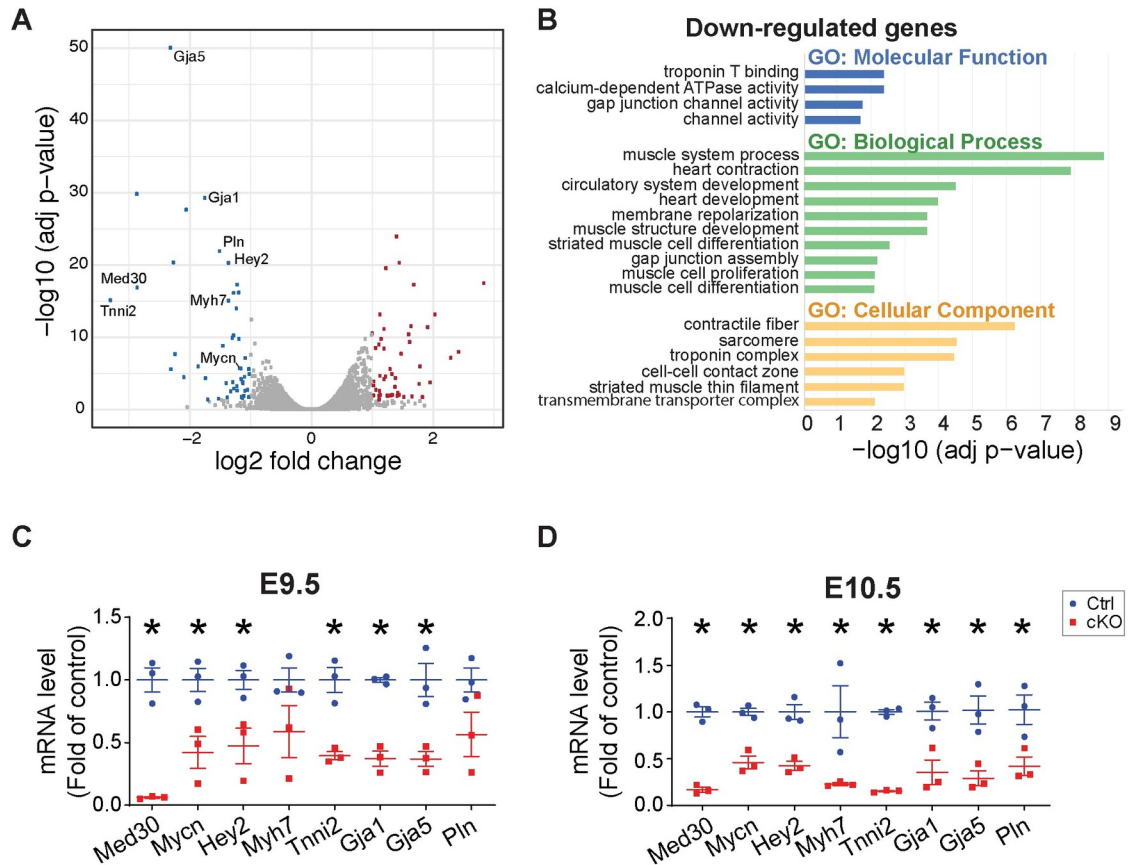 A
50
40
30
20
10
0
−log10 (adj p-value)
Gja5
Gja1
Pln
Hey2
Med30
Myh7
Tnni2
Mycn
−2
0
2
log2 fold change
B
Down-regulated genes
GO: Molecular Function
troponin T binding
calcium-dependent ATPase activity
gap junction channel activity
channel activity
GO: Biological Process
muscle system process
heart contraction
circulatory system development
heart development
membrane repolarization
muscle structure development
striated muscle cell differentiation
gap junction assembly
muscle cell proliferation
muscle cell differentiation
GO: Cellular Component
contractile fiber
sarcomere
troponin complex
cell-cell contact zone
striated muscle thin filament
transmembrane transporter complex
0 1 2 3 4 5 6 7 8 9
−log10 (adj p-value)
C
E9.5
mRNA level
(Fold of control)
1.5
1.0
0.5
0.0
* * * * * *
Med30 Mycn Hey2 Myh7 Tnni2 Gja1 Gja5 Pln
D
E10.5
mRNA level
(Fold of control)
2.0
1.5
1.0
0.5
0.0
* * * * * * * *
Med30 Mycn Hey2 Myh7 Tnni2 Gja1 Gja5 Pln
Ctrl
cKO